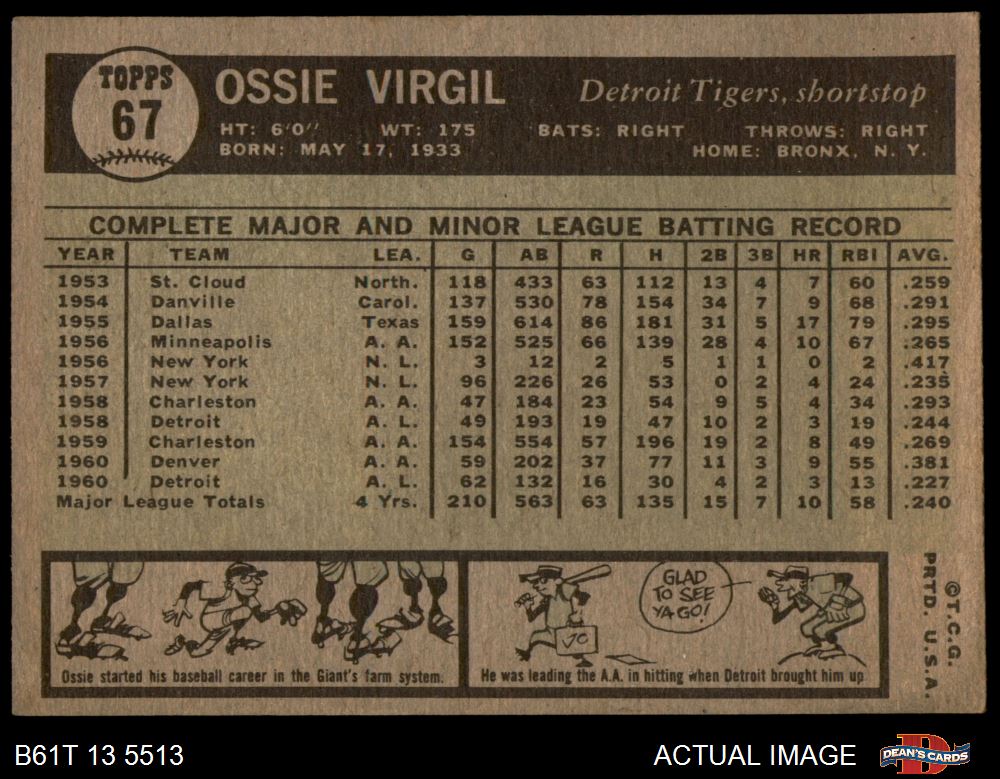 TOPPS
67
OSSIE VIRGIL
Detroit Tigers, shortstop
HT: 6'0" WT: 175 BATS: RIGHT THROWS: RIGHT
BORN: MAY 17, 1933 HOME: BRONX, N. Y.
COMPLETE MAJOR AND MINOR LEAGUE BATTING RECORD
YEAR TEAM LEA. G AB R H 2B 3B HR RBI AVG.
1953 St. Cloud North. 118 433 63 112 13 4 7 60 .259
1954 Danville Carol. 137 530 78 154 34 7 9 68 .291
1955 Dallas Texas 159 614 86 181 31 5 17 79 .295
1956 Minneapolis A. A. 152 525 66 139 28 4 10 67 .265
1956 New York N. L. 3 12 2 5 1 1 0 2 .417
1957 New York N. L. 96 226 26 53 0 2 4 24 .235
1958 Charleston A. A. 47 184 23 54 9 5 4 34 .293
1958 Detroit A. L. 49 193 19 47 10 2 3 19 .244
1959 Charleston A. A. 154 554 57 196 19 2 8 49 .269
1960 Denver A. A. 59 202 37 77 11 3 9 55 .381
1960 Detroit A. L. 62 132 16 30 4 2 3 13 .227
Major League Totals 4 Yrs. 210 563 63 135 15 7 10 58 .240
GLAD
TO SEE
YA GO!
JC
Ossie started his baseball career in the Giant's farm system.
He was leading the A.A. in hitting when Detroit brought him up
©T.C.G.
PRTD. U.S.A.
B61T 13 5513
ACTUAL IMAGE
DEAN'S CARDS